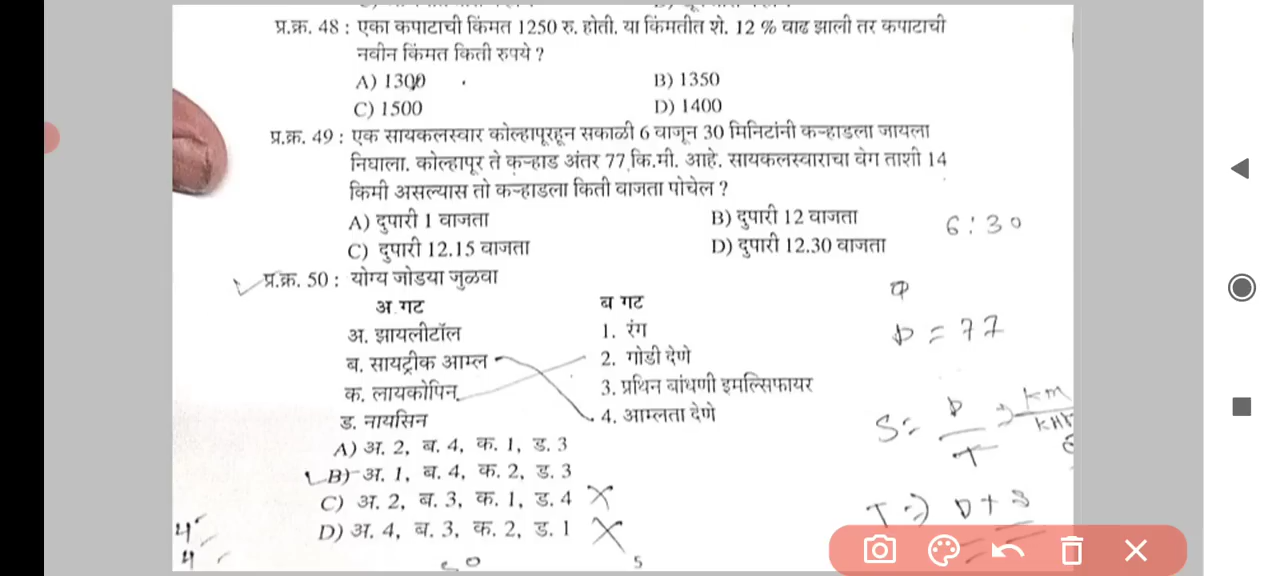 प्र.क्र. 48 : एका कपाटाची किंमत 1250 रु. होती. या किंमतीत शे. 12 % वाढ झाली तर कपाटाची
नवीन किंमत किती रुपये ?
A) 1300 B) 1350
C) 1500 D) 1400
प्र.क्र. 49 : एक सायकलस्वार कोल्हापूरहून सकाळी 6 वाजून 30 मिनिटांनी कऱ्हाडला जायला
निघाला. कोल्हापूर ते कऱ्हाड अंतर 77 कि.मी. आहे. सायकलस्वाराचा वेग ताशी 14
किमी असल्यास तो कऱ्हाडला किती वाजता पोचेल ?
A) दुपारी 1 वाजता B) दुपारी 12 वाजता
6:30
C) दुपारी 12.15 वाजता D) दुपारी 12.30 वाजता
प्र.क्र. 50 : योग्य जोडया जुळवा
अ गट ब गट
अ. झायलीटॉल 1. रंग
D = 77
ब. सायट्रीक आम्ल 2. गोडी देणे
क. लायकोपिन 3. प्रथिन बांधणी इमल्सिफायर
ड. नायसिन 4. आम्लता देणे
S = D/T
A) अ. 2, ब. 4, क. 1, ड. 3
B) अ. 1, ब. 4, क. 2, ड. 3
C) अ. 2, ब. 3, क. 1, ड. 4
D) अ. 4, ब. 3, क. 2, ड. 1